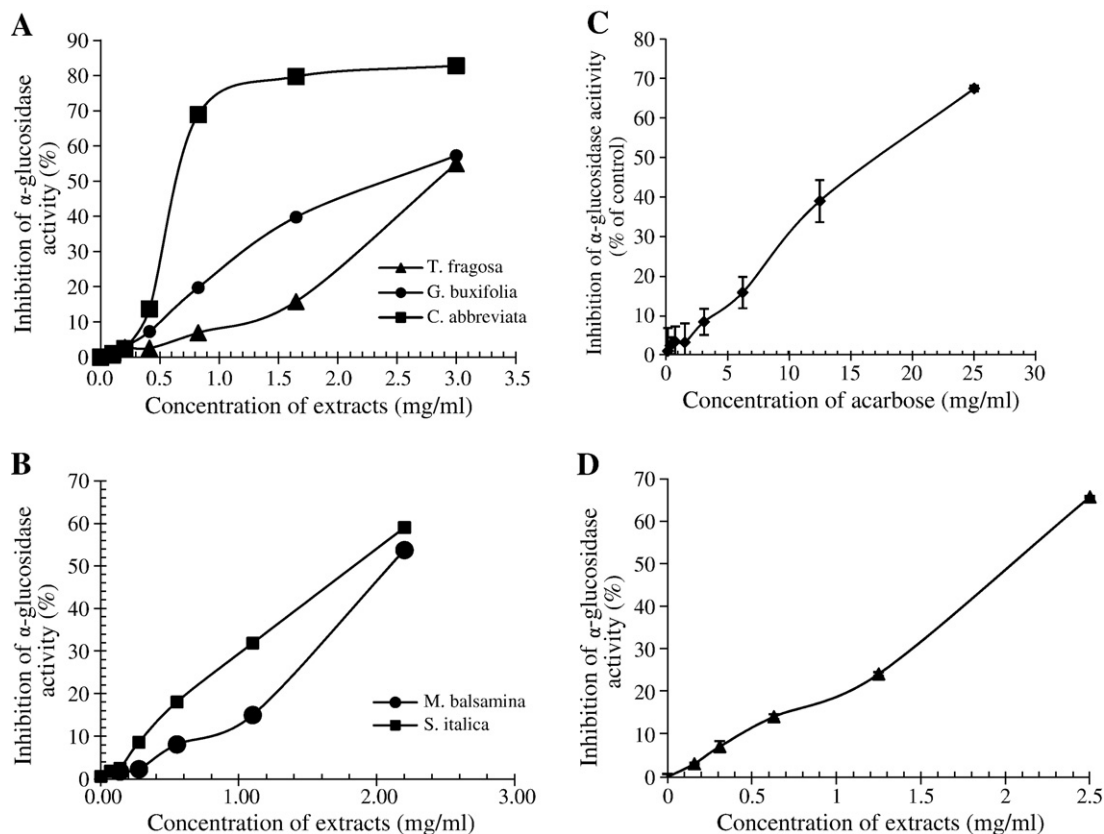 A
90
80
70
60
50
40
30
20
10
0
Inhibition of α-glucosidase
activity (%)
T. fragosa
G. buxifolia
C. abbreviata
0.0 0.5 1.0 1.5 2.0 2.5 3.0 3.5
Concentration of extracts (mg/ml)
C
80
70
60
50
40
30
20
10
0
Inhibition of α-glucosidase acitivity
(% of control)
0 5 10 15 20 25 30
Concentration of acarbose (mg/ml)
B
70
60
50
40
30
20
10
0
Inhibition of α-glucosidase
activity (%)
M. balsamina
S. italica
0.00 1.00 2.00 3.00
Concentration of extracts (mg/ml)
D
70
60
50
40
30
20
10
0
Inhibition of α-glucosidase
activity (%)
0 0.5 1 1.5 2 2.5
Concentration of extracts (mg/ml)